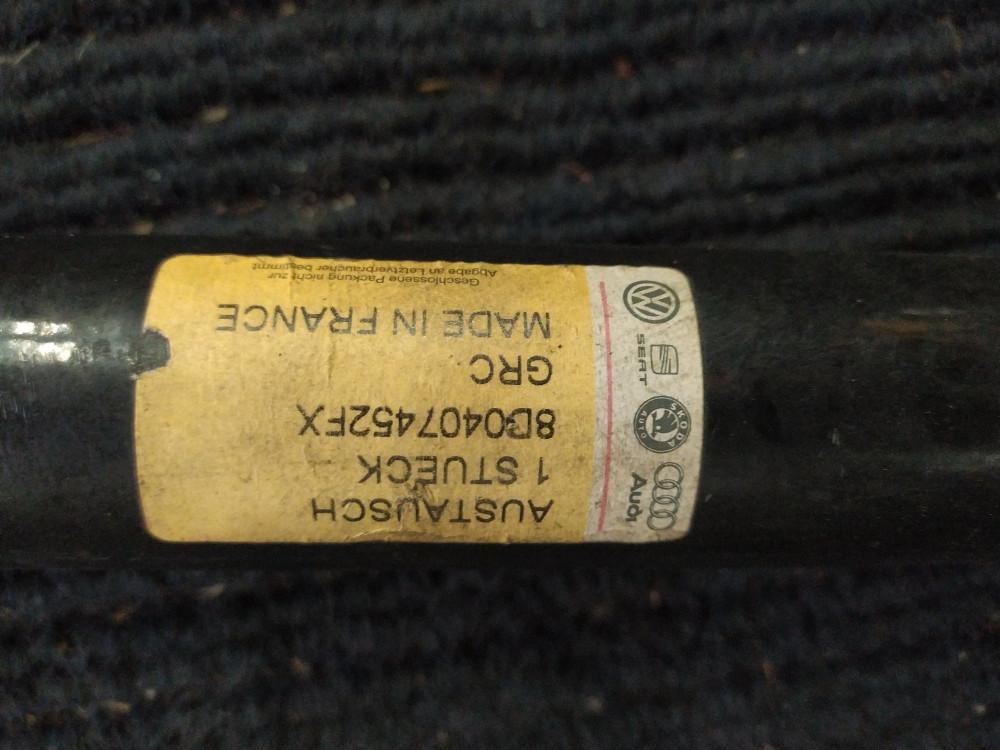 AUSTAUSCH
1 STUECK
8D0407452FX
GRC
MADE IN FRANCE
Geschlossene Packung nicht zur
Abgabe an Letztverbraucher bestimmt
Audi
SKODA
AUTO
SEAT
VW